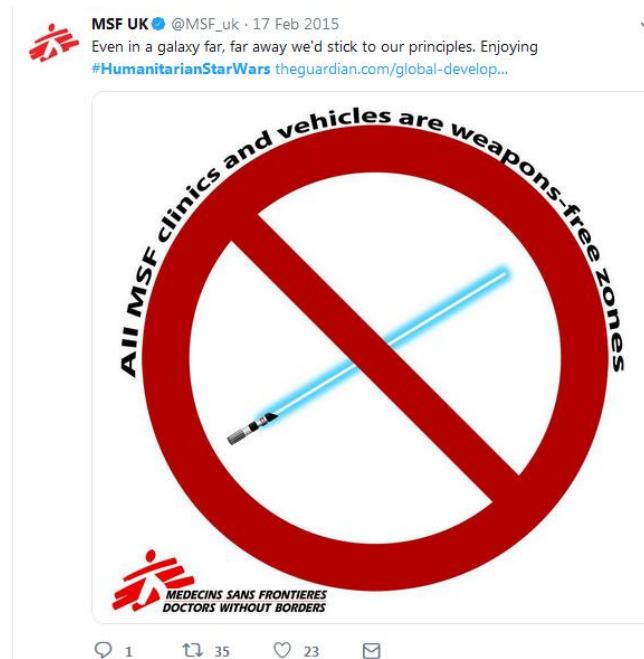 MSF UK @MSF_uk · 17 Feb 2015
Even in a galaxy far, far away we'd stick to our principles. Enjoying
#HumanitarianStarWars theguardian.com/global-develop...
All MSF clinics and vehicles are weapons-free zones
MEDECINS SANS FRONTIERES
DOCTORS WITHOUT BORDERS
1 35 23